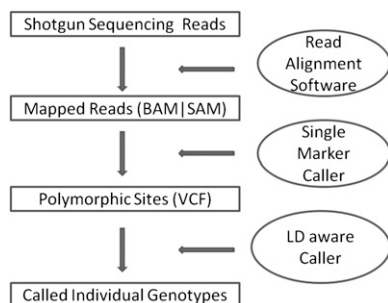 Shotgun Sequencing Reads
Read
Alignment
Software
Mapped Reads (BAM|SAM)
Single
Marker
Caller
Polymorphic Sites (VCF)
LD aware
Caller
Called Individual Genotypes